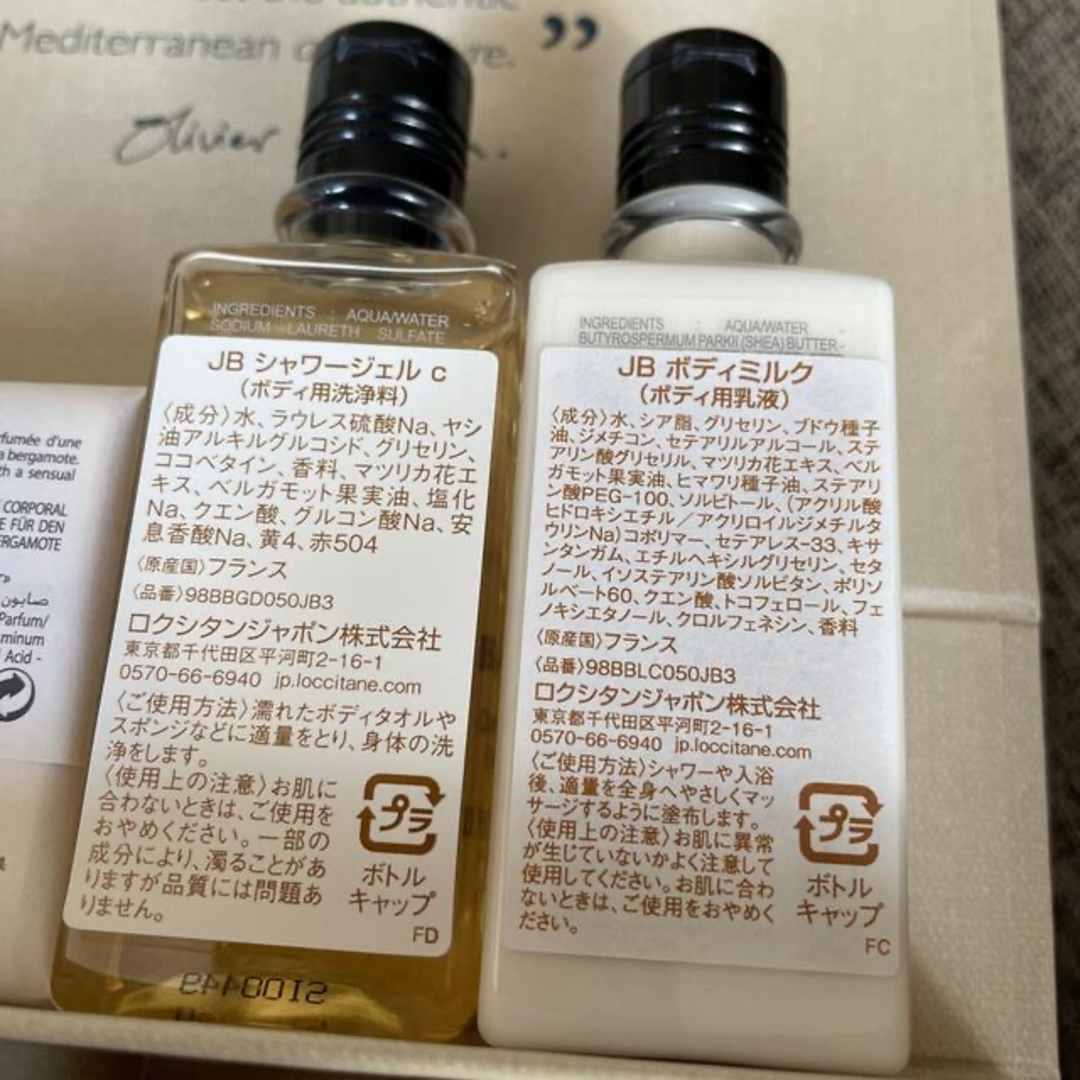 Mediterranean
”
Olivier
INGREDIENTS : AQUA/WATER
SODIUM LAURETH SULFATE
JB シャワージェル c
(ボディ用洗浄料)
〈成分〉水、ラウレス硫酸Na、ヤシ
油アルキルグルコシド、グリセリン、
ココベタイン、香料、マツリカ花エ
キス、ベルガモット果実油、塩化
Na、クエン酸、グルコン酸Na、安
息香酸Na、黄4、赤504
〈原産国〉フランス
〈品番〉98BBGD050JB3
ロクシタンジャポン株式会社
東京都千代田区平河町2-16-1
0570-66-6940 jp.loccitane.com
〈ご使用方法〉濡れたボディタオルや
スポンジなどに適量をとり、身体の洗
浄をします。
〈使用上の注意〉お肌に
合わないときは、ご使用を
おやめください。一部の
成分により、濁ることがあ
りますが品質には問題あ
りません。
プラ
ボトル
キャップ
FD
INGREDIENTS : AQUA/WATER
BUTYROSPERMUM PARKII (SHEA) BUTTER -
JB ボディミルク
(ボディ用乳液)
〈成分〉水、シア脂、グリセリン、ブドウ種子
油、ジメチコン、セテアリルアルコール、ステ
アリン酸グリセリル、マツリカ花エキス、ベル
ガモット果実油、ヒマワリ種子油、ステアリ
ン酸PEG-100、ソルビトール、(アクリル酸
ヒドロキシエチル/アクリロイルジメチルタ
ウリンNa)コポリマー、セテアレス-33、キサ
ンタンガム、エチルヘキシルグリセリン、セタ
ノール、イソステアリン酸ソルビタン、ポリソ
ルベート60、クエン酸、トコフェロール、フェ
ノキシエタノール、クロルフェネシン、香料
〈原産国〉フランス
〈品番〉98BBLC050JB3
ロクシタンジャポン株式会社
東京都千代田区平河町2-16-1
0570-66-6940 jp.loccitane.com
〈ご使用方法〉シャワーや入浴
後、適量を全身へやさしくマッ
サージするように塗布します。
〈使用上の注意〉お肌に異常
が生じていないかよく注意して
使用してください。お肌に合わ
ないときは、ご使用をおやめく
ださい。
プラ
ボトル
キャップ
FC
rfumée d'une
a bergamote.
th a sensual
CORPORAL
E FÜR DEN
ERGAMOTE
صابون
Parfum/
minum
Acid -